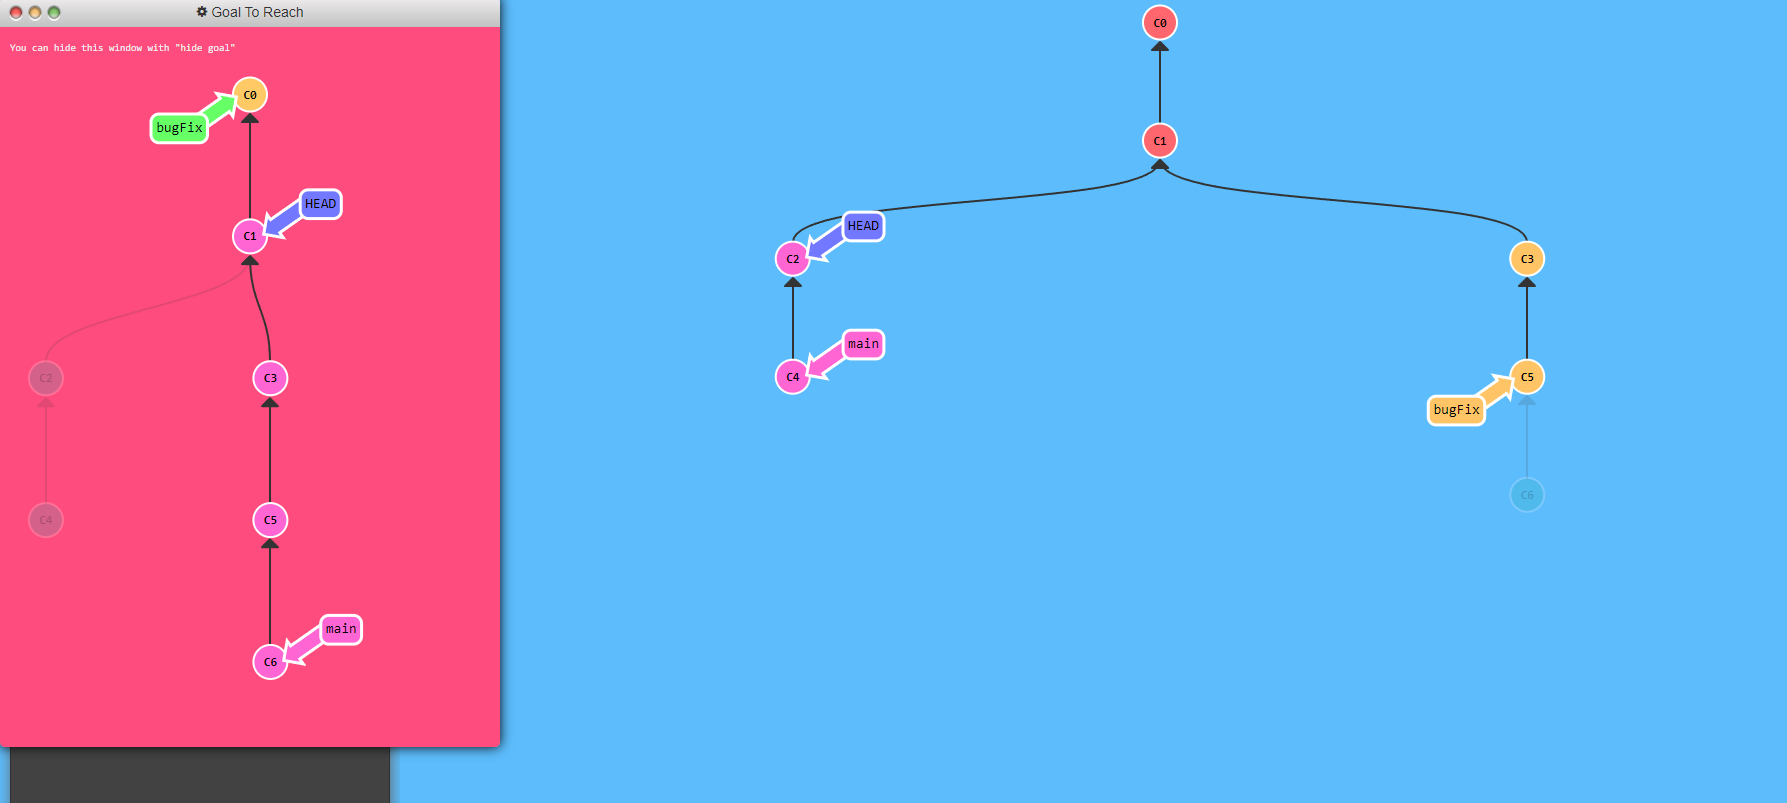 Goal To Reach
You can hide this window with "hide goal"
C0
bugFix
HEAD
C1
C2
C3
C4
C5
main
C6
C0
C1
HEAD
C2
C3
main
C4
C5
bugFix
C6